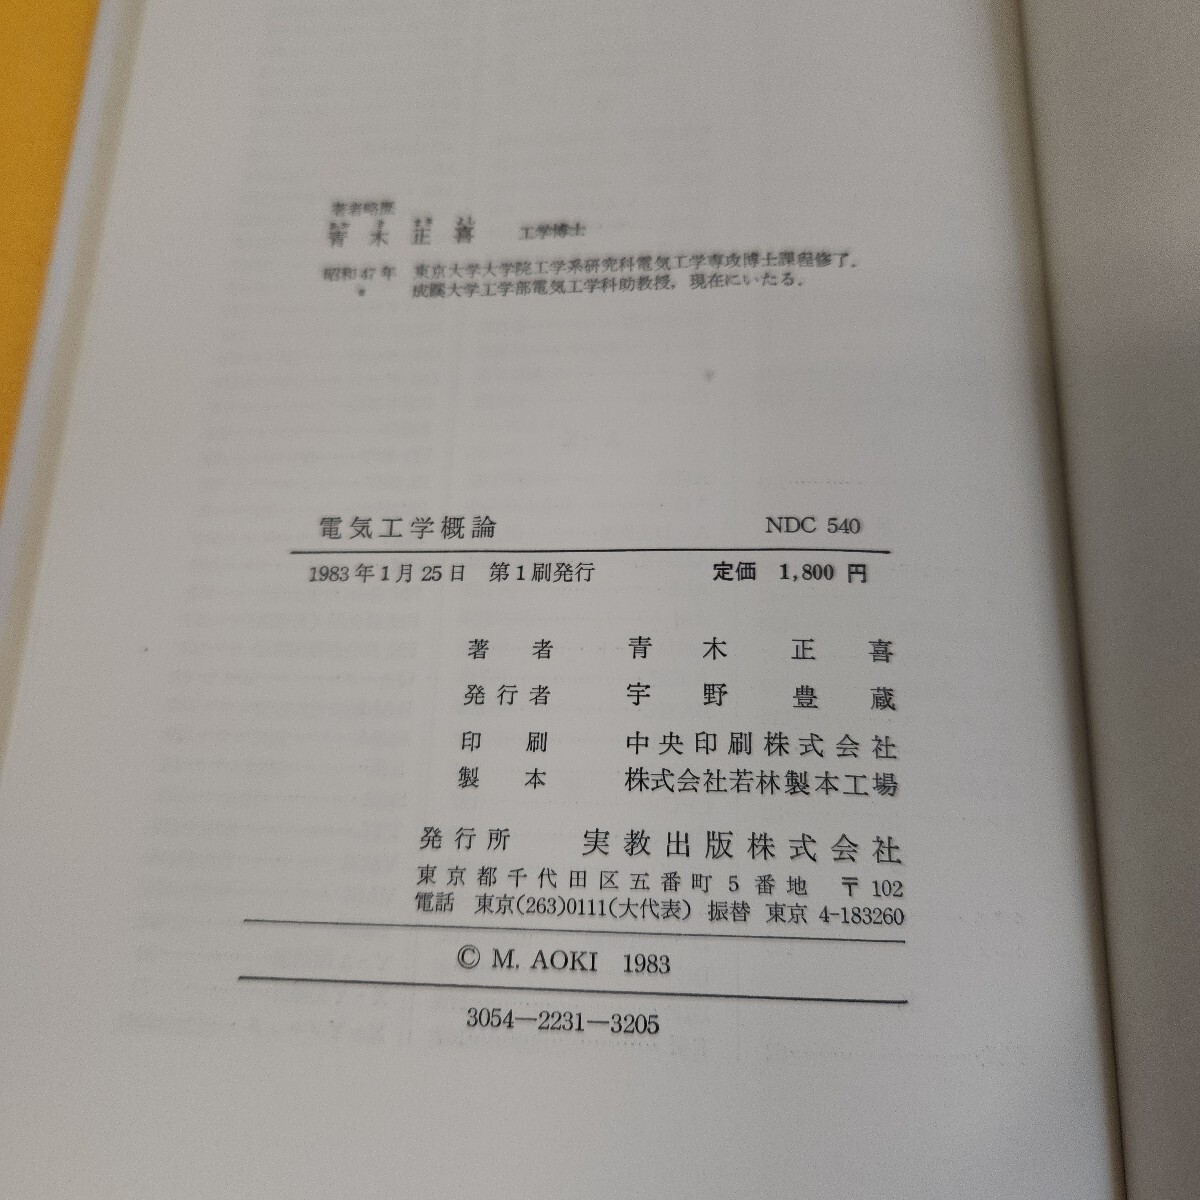 著者略歴
あお き まさ よし
青木正喜 工学博士
昭和47年 東京大学大学院工学系研究科電気工学専攻博士課程修了.
成蹊大学工学部電気工学科助教授, 現在にいたる.
電気工学概論 NDC 540
1983年1月25日 第1刷発行 定価 1,800 円
著者 青木正喜
発行者 宇野豊蔵
印刷 中央印刷株式会社
製本 株式会社若林製本工場
発行所 実教出版株式会社
東京都千代田区五番町5番地 〒102
電話 東京(263)0111(大代表) 振替 東京 4-183260
© M. AOKI 1983
3054—2231—3205